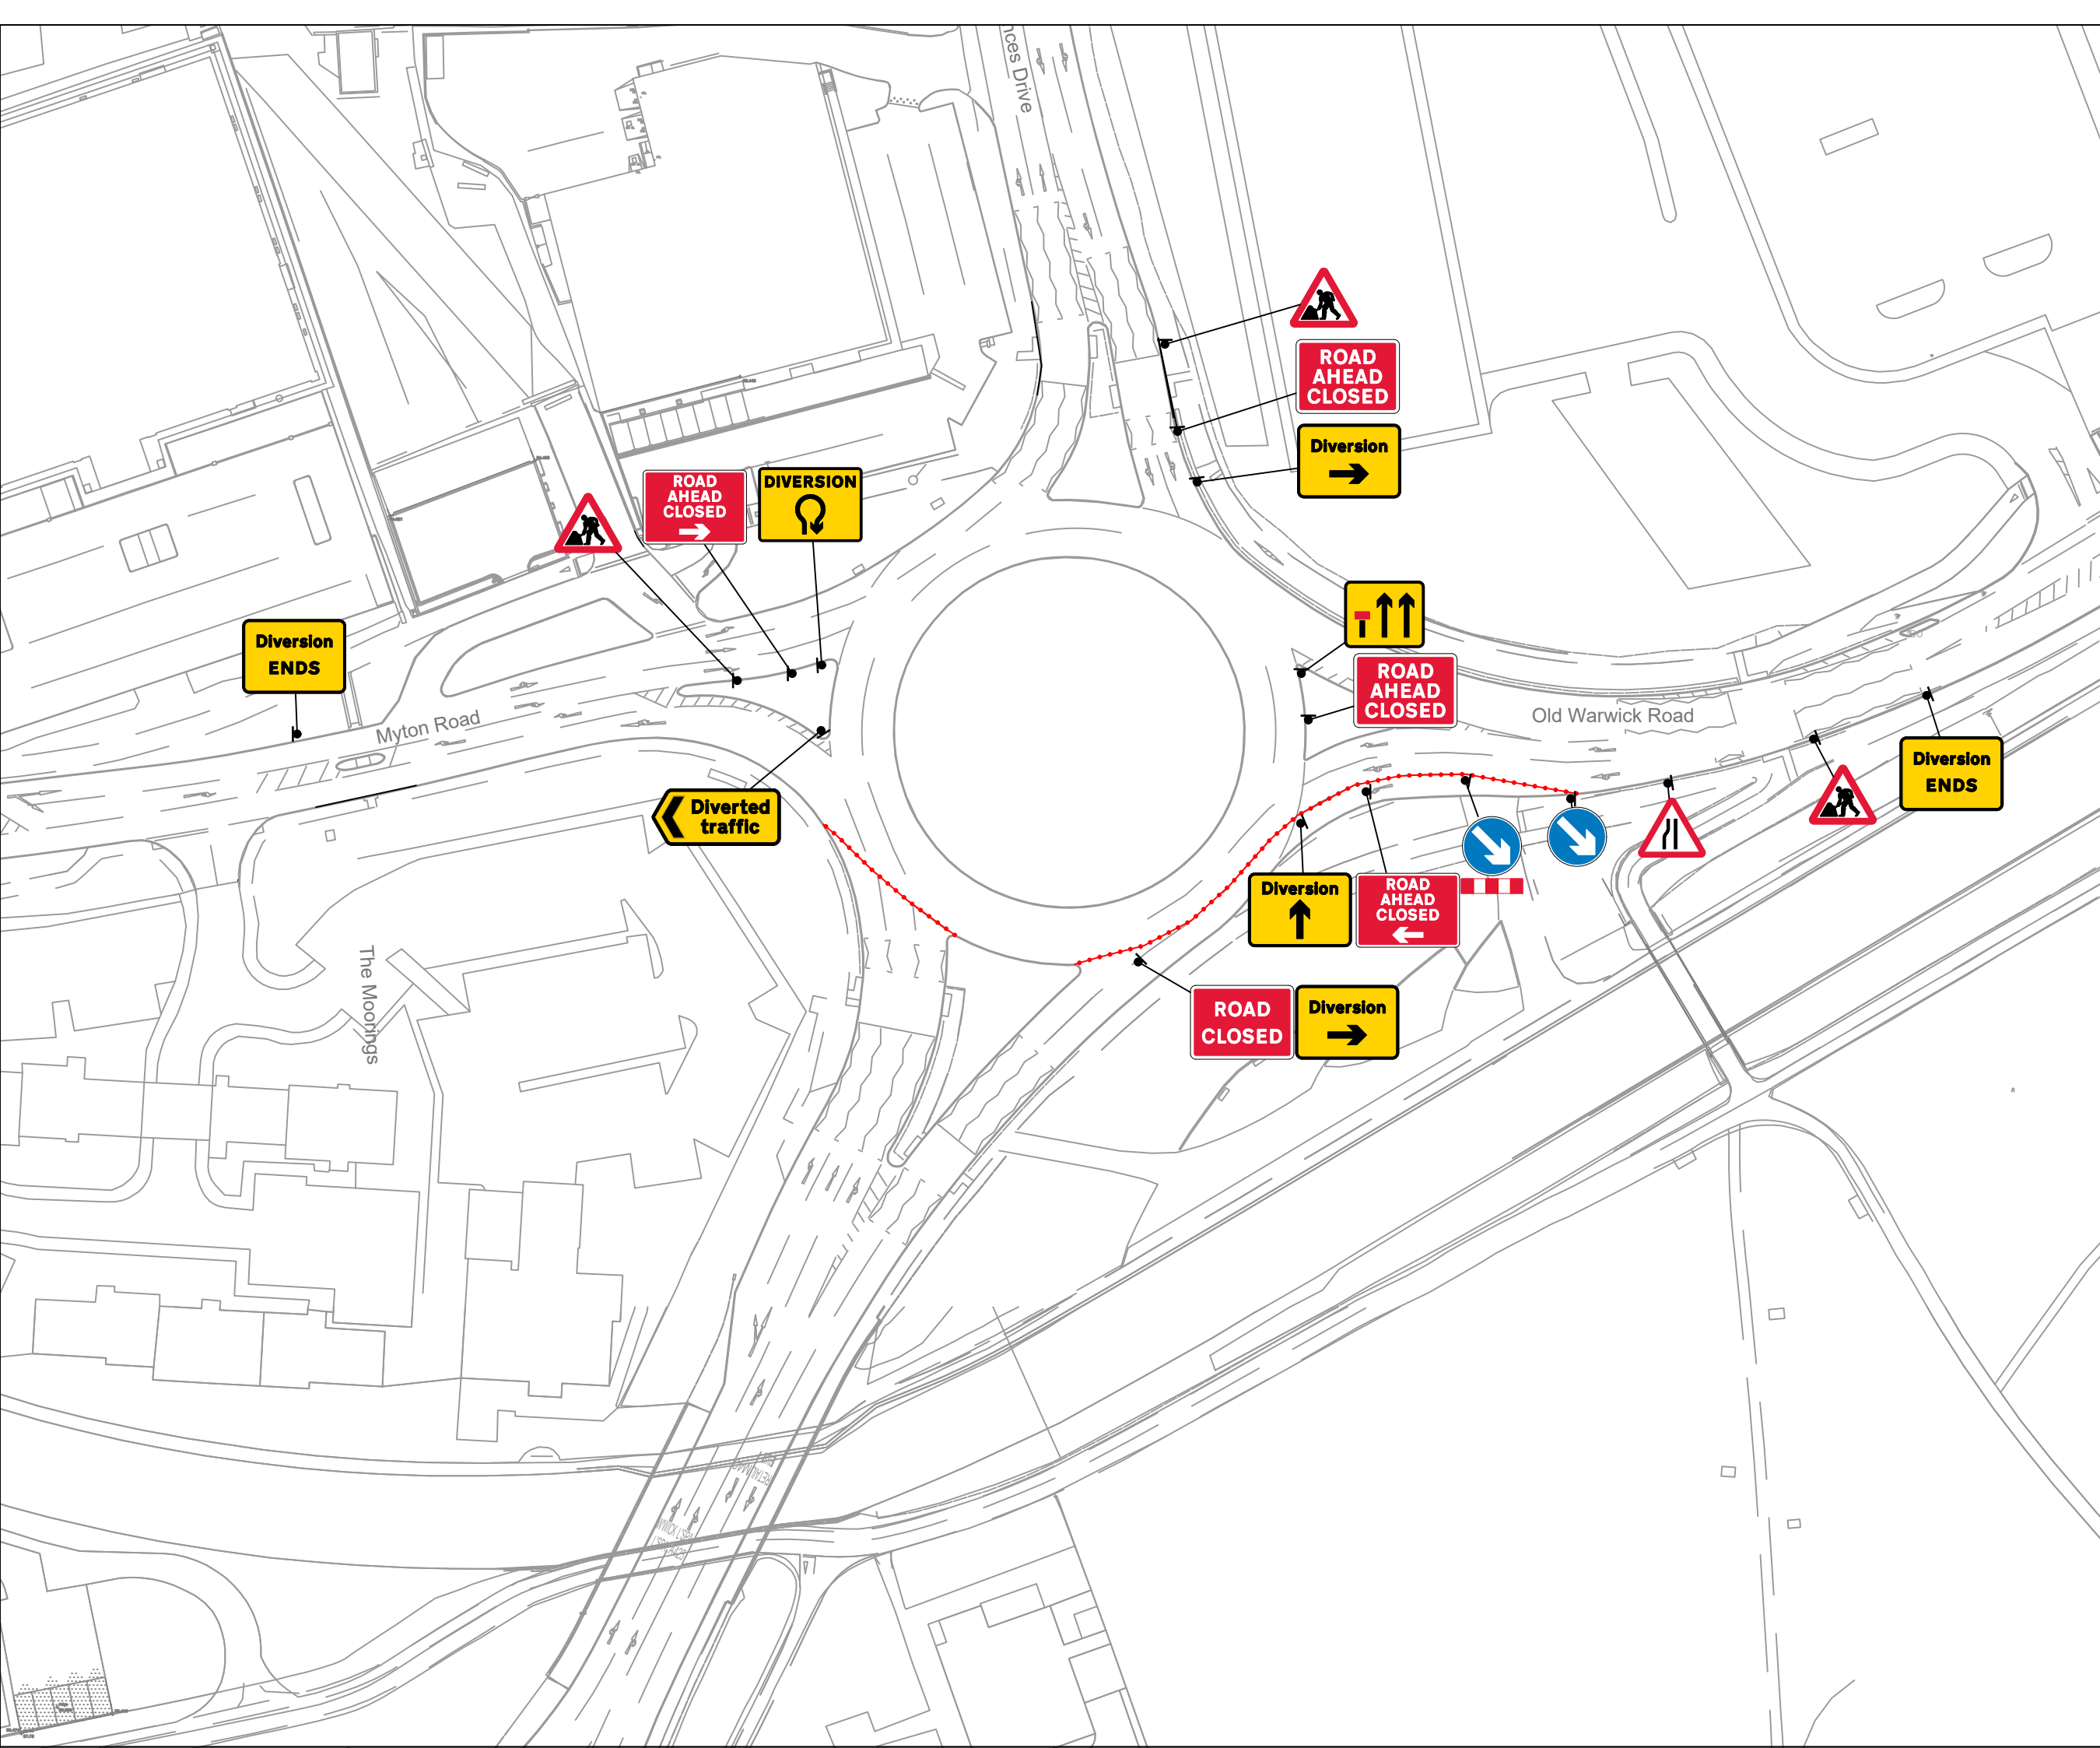 nces Drive
ROAD
AHEAD
CLOSED
Diversion
ROAD
AHEAD
CLOSED
DIVERSION
Diversion
ENDS
Myton Road
ROAD
AHEAD
CLOSED
Old Warwick Road
Diversion
ENDS
Diverted
traffic
Diversion
ROAD
AHEAD
CLOSED
The Moorings
ROAD
CLOSED
Diversion